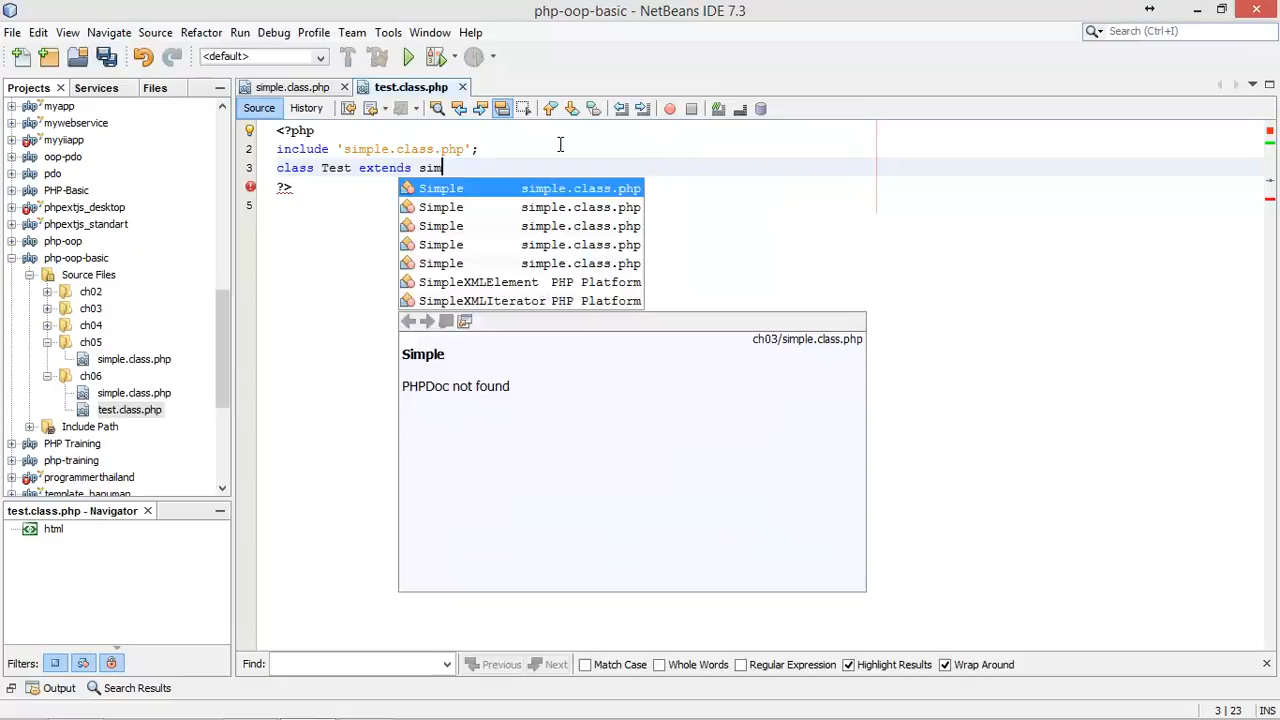 php-oop-basic - NetBeans IDE 7.3
File Edit View Navigate Source Refactor Run Debug Profile Team Tools Window Help
Search (Ctrl+I)
<default>
Projects Services Files
simple.class.php test.class.php
Source History
myapp
mywebservice
myyiiapp
oop-pdo
pdo
PHP-Basic
phpextjs_desktop
phpextjs_standart
php-oop
php-oop-basic
Source Files
ch02
ch03
ch04
ch05
simple.class.php
ch06
simple.class.php
test.class.php
Include Path
PHP Training
php-training
programmerthailand
template_hanuman
<?php
2 include 'simple.class.php';
3 class Test extends sim
?>
5
Simple simple.class.php
Simple simple.class.php
Simple simple.class.php
Simple simple.class.php
Simple simple.class.php
SimpleXMLElement PHP Platform
SimpleXMLIterator PHP Platform
ch03/simple.class.php
Simple
PHPDoc not found
test.class.php - Navigator
html
Filters:
Find: Previous Next Match Case Whole Words Regular Expression Highlight Results Wrap Around
Output Search Results
3 | 23 INS